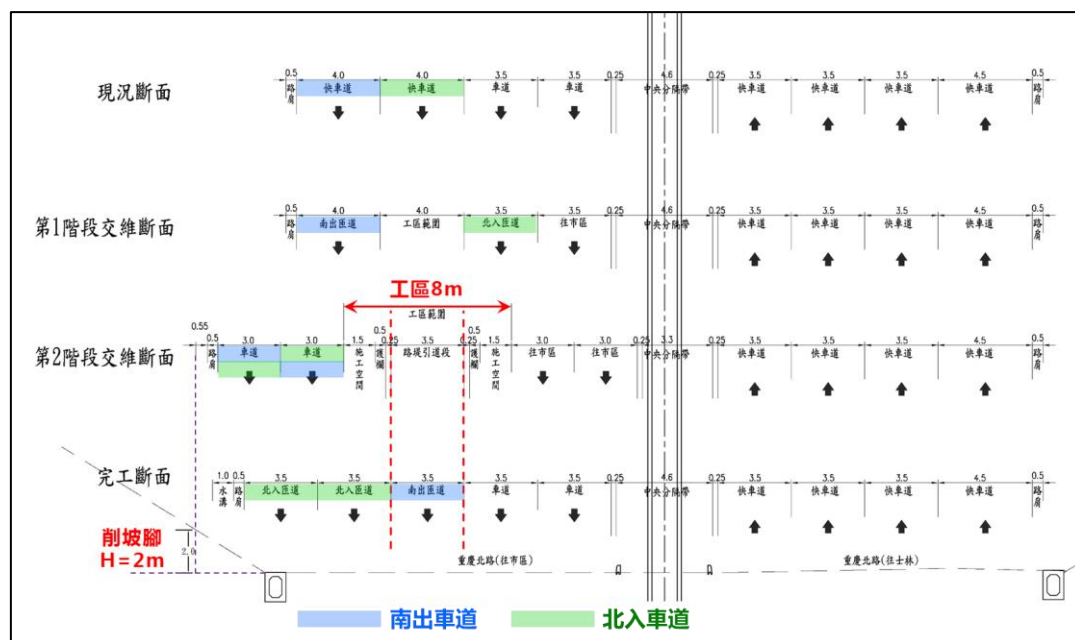 0.5 4.0 4.0 3.5 3.5 0.25 4.6 0.25 3.5 3.5 3.5 4.5 0.5
現況斷面 路肩 快車道 快車道 車道 車道 中央分隔帶 快車道 快車道 快車道 快車道 路肩
0.5 4.0 4.0 3.5 3.5 0.25 4.6 0.25 3.5 3.5 3.5 4.5 0.5
第1階段交維斷面 路肩 南出匝道 工區範圍 北入匝道 往市區 中央分隔帶 快車道 快車道 快車道 快車道 路肩
工區8m
工區範圍
0.55 0.5 3.0 3.0 1.5 0.5 0.25 3.5 0.25 0.5 1.5 3.0 3.0 0.25 3.3 0.25 3.5 3.5 3.5 4.5 0.5
第2階段交維斷面 路肩 車道 車道 施工空間 護欄 路堤引道段 護欄 施工空間 往市區 往市區 中央分隔帶 快車道 快車道 快車道 快車道 路肩
1.0 0.5 3.5 3.5 3.5 3.5 3.5 0.25 4.6 0.25 3.5 3.5 3.5 4.5 0.5
完工斷面 水溝 路肩 北入匝道 北入匝道 南出匝道 車道 車道 中央分隔帶 快車道 快車道 快車道 快車道 路肩
削坡腳
H=2m
2.0
重慶北路(往市區) 重慶北路(往士林)
南出車道 北入車道